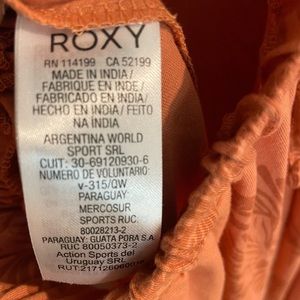 ROXY
RN 114199 CA 52199
MADE IN INDIA/
FABRIQUE EN INDE/
FABRICADO EN INDIA/
HECHO EN INDIA/ FEITO
NA ÍNDIA
ARGENTINA WORLD
SPORT SRL
CUIT: 30-69120930-6
NUMERO DE VOLUNTARIO:
v-315/QW
PARAGUAY:
MERCOSUR
SPORTS RUC.
80028213-2
PARAGUAY: GUATA PORA S.A.
RUC 80050373-2
Action Sports del
Uruguay SRL